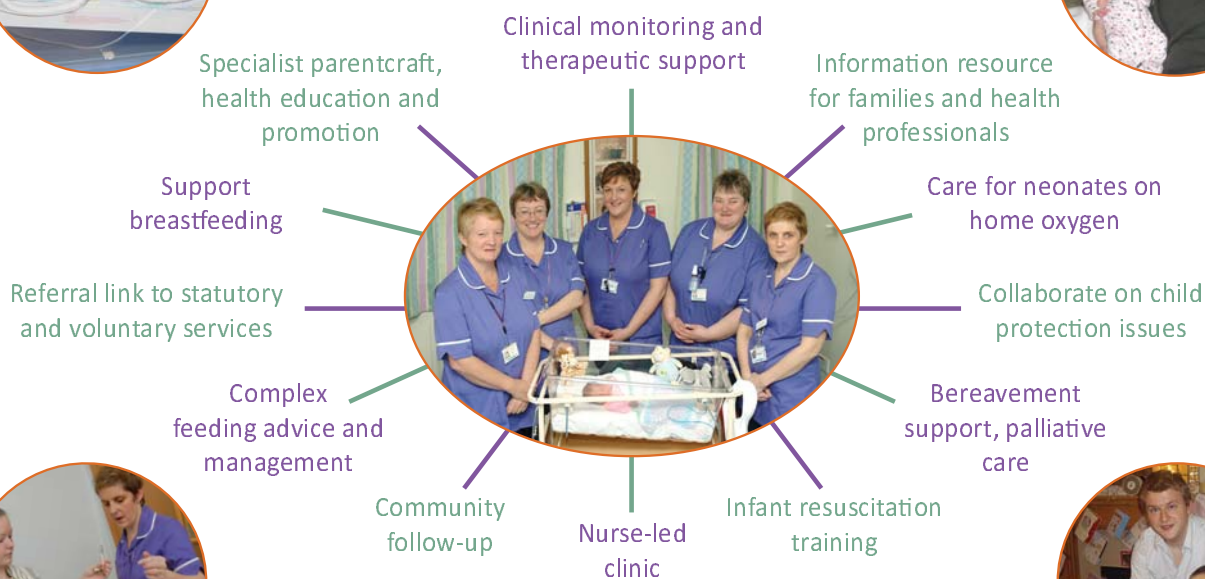 Clinical monitoring and
therapeutic support
Specialist parentcraft,
health education and
promotion
Information resource
for families and health
professionals
Support
breastfeeding
Care for neonates on
home oxygen
Referral link to statutory
and voluntary services
Collaborate on child
protection issues
Complex
feeding advice and
management
Bereavement
support, palliative
care
Community
follow-up
Nurse-led
clinic
Infant resuscitation
training